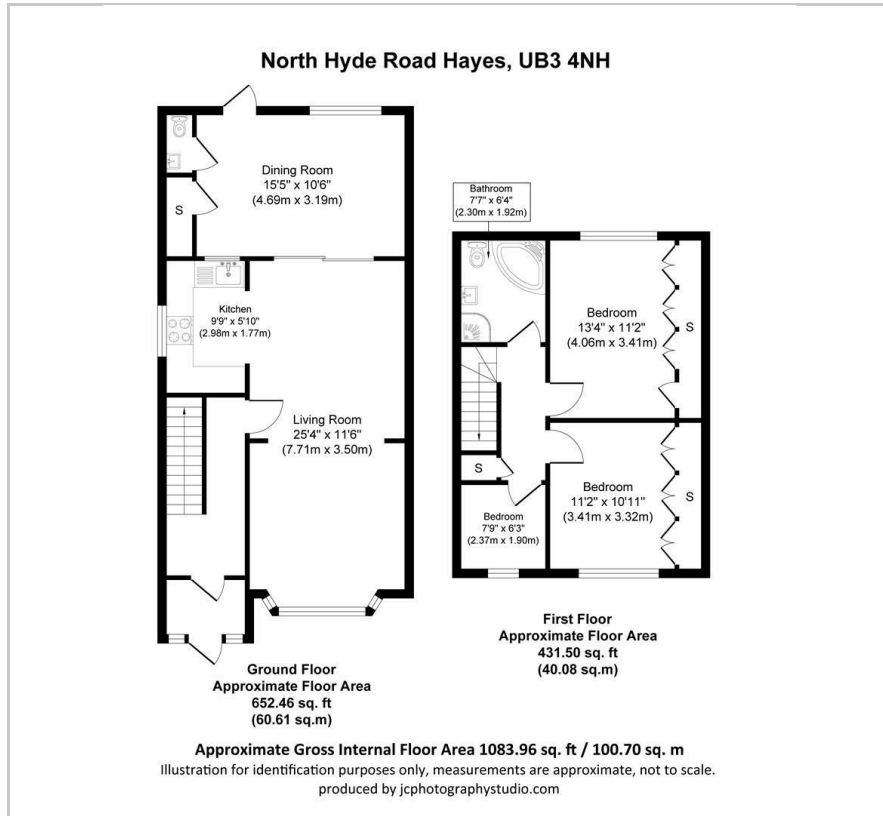 North Hyde Road Hayes, UB3 4NH
Dining Room
15'5" x 10'6"
(4.69m x 3.19m)
S
Kitchen
9'9" x 5'10"
(2.98m x 1.77m)
Living Room
25'4" x 11'6"
(7.71m x 3.50m)
Ground Floor
Approximate Floor Area
652.46 sq. ft
(60.61 sq.m)
Bathroom
7'7" x 6'4"
(2.30m x 1.92m)
Bedroom
13'4" x 11'2"
(4.06m x 3.41m)
S
S
Bedroom
11'2" x 10'11"
(3.41m x 3.32m)
S
Bedroom
7'9" x 6'3"
(2.37m x 1.90m)
First Floor
Approximate Floor Area
431.50 sq. ft
(40.08 sq.m)
Approximate Gross Internal Floor Area 1083.96 sq. ft / 100.70 sq. m
Illustration for identification purposes only, measurements are approximate, not to scale.
produced by jcphotographystudio.com